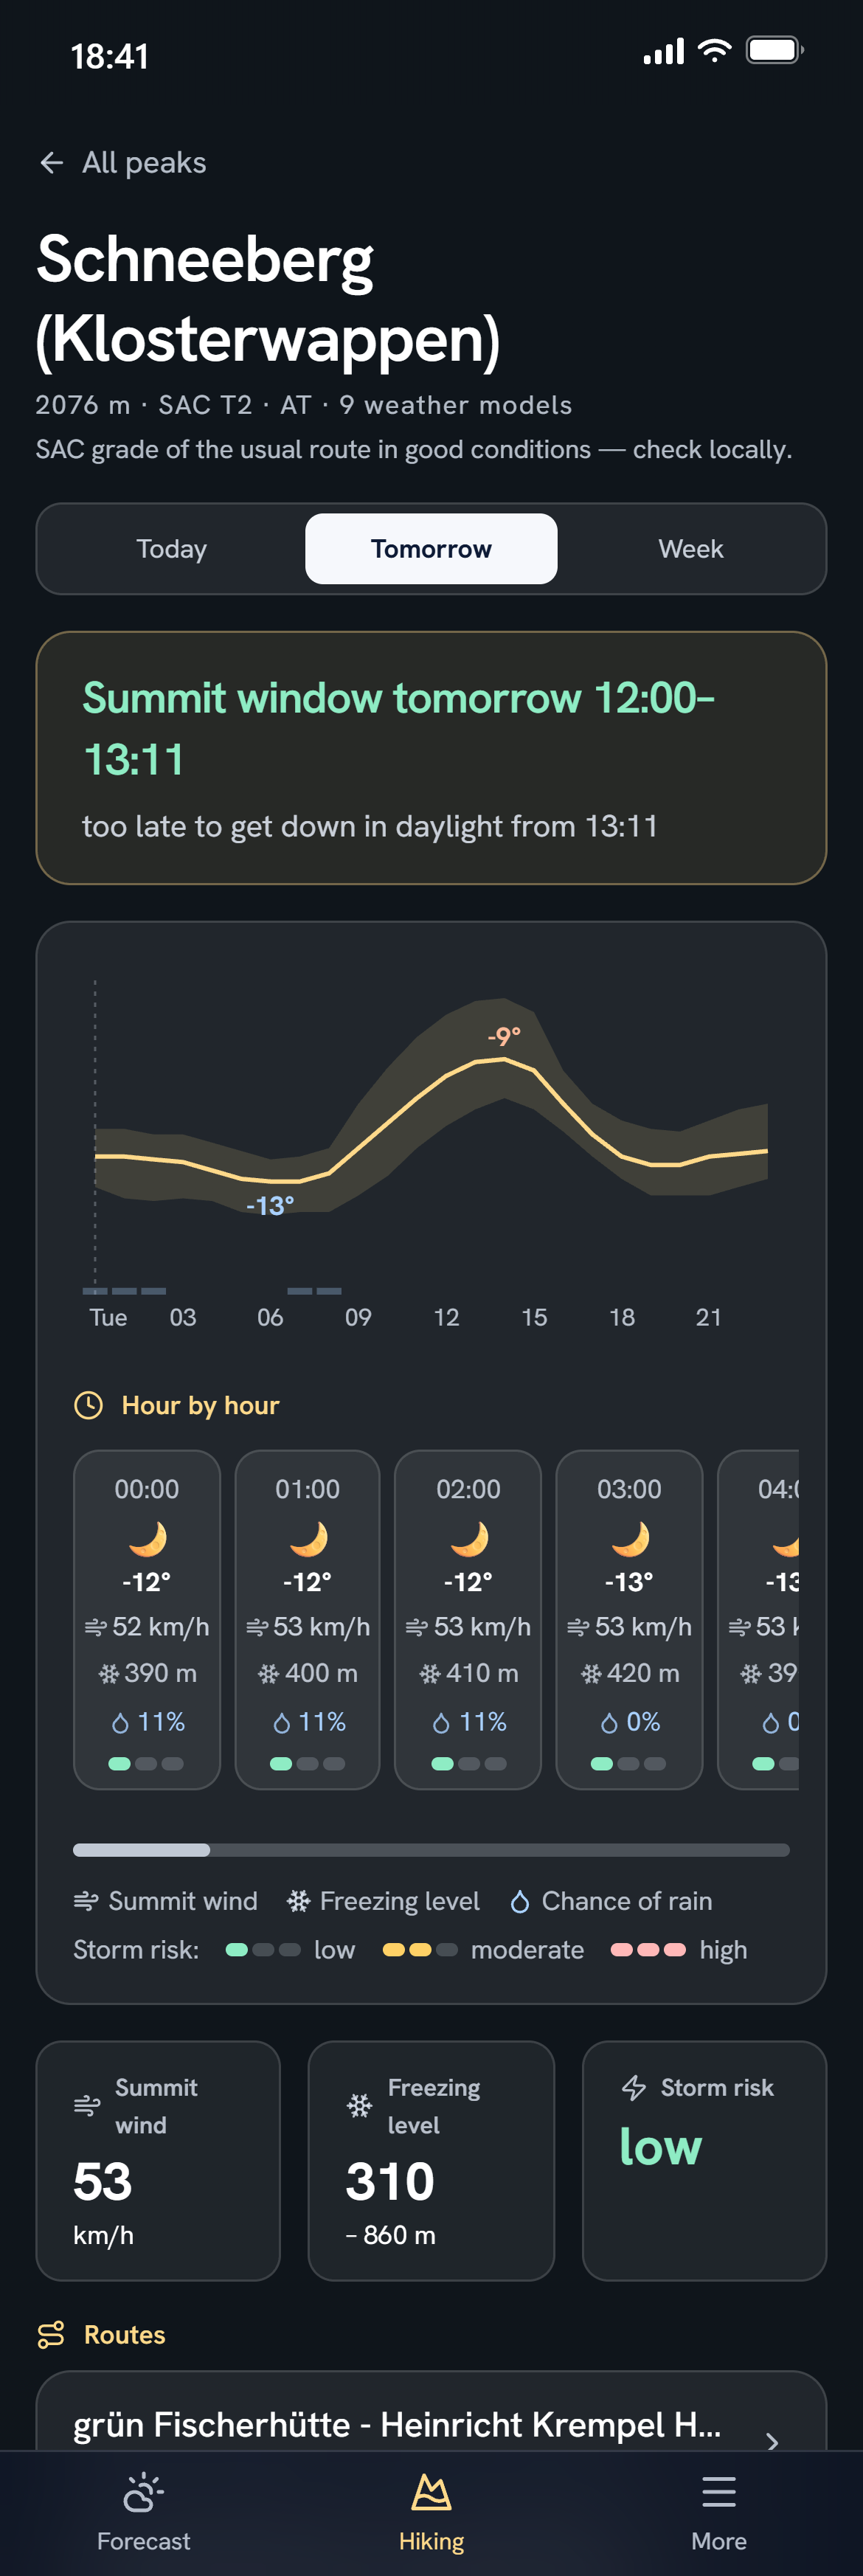 18:41
All peaks
Schneeberg
(Klosterwappen)
2076 m · SAC T2 · AT · 9 weather models
SAC grade of the usual route in good conditions — check locally.
Today Tomorrow Week
Summit window tomorrow 12:00–
13:11
too late to get down in daylight from 13:11
-9°
-13°
Tue 03 06 09 12 15 18 21
Hour by hour
00:00 01:00 02:00 03:00 04:0
-12° -12° -12° -13° -13
52 km/h 53 km/h 53 km/h 53 km/h 53 k
390 m 400 m 410 m 420 m 39
11% 11% 11% 0% 0
Summit wind Freezing level Chance of rain
Storm risk: low moderate high
Summit wind Freezing level Storm risk
53 310 low
km/h – 860 m
Routes
grün Fischerhütte - Heinricht Krempel H...
Forecast Hiking More